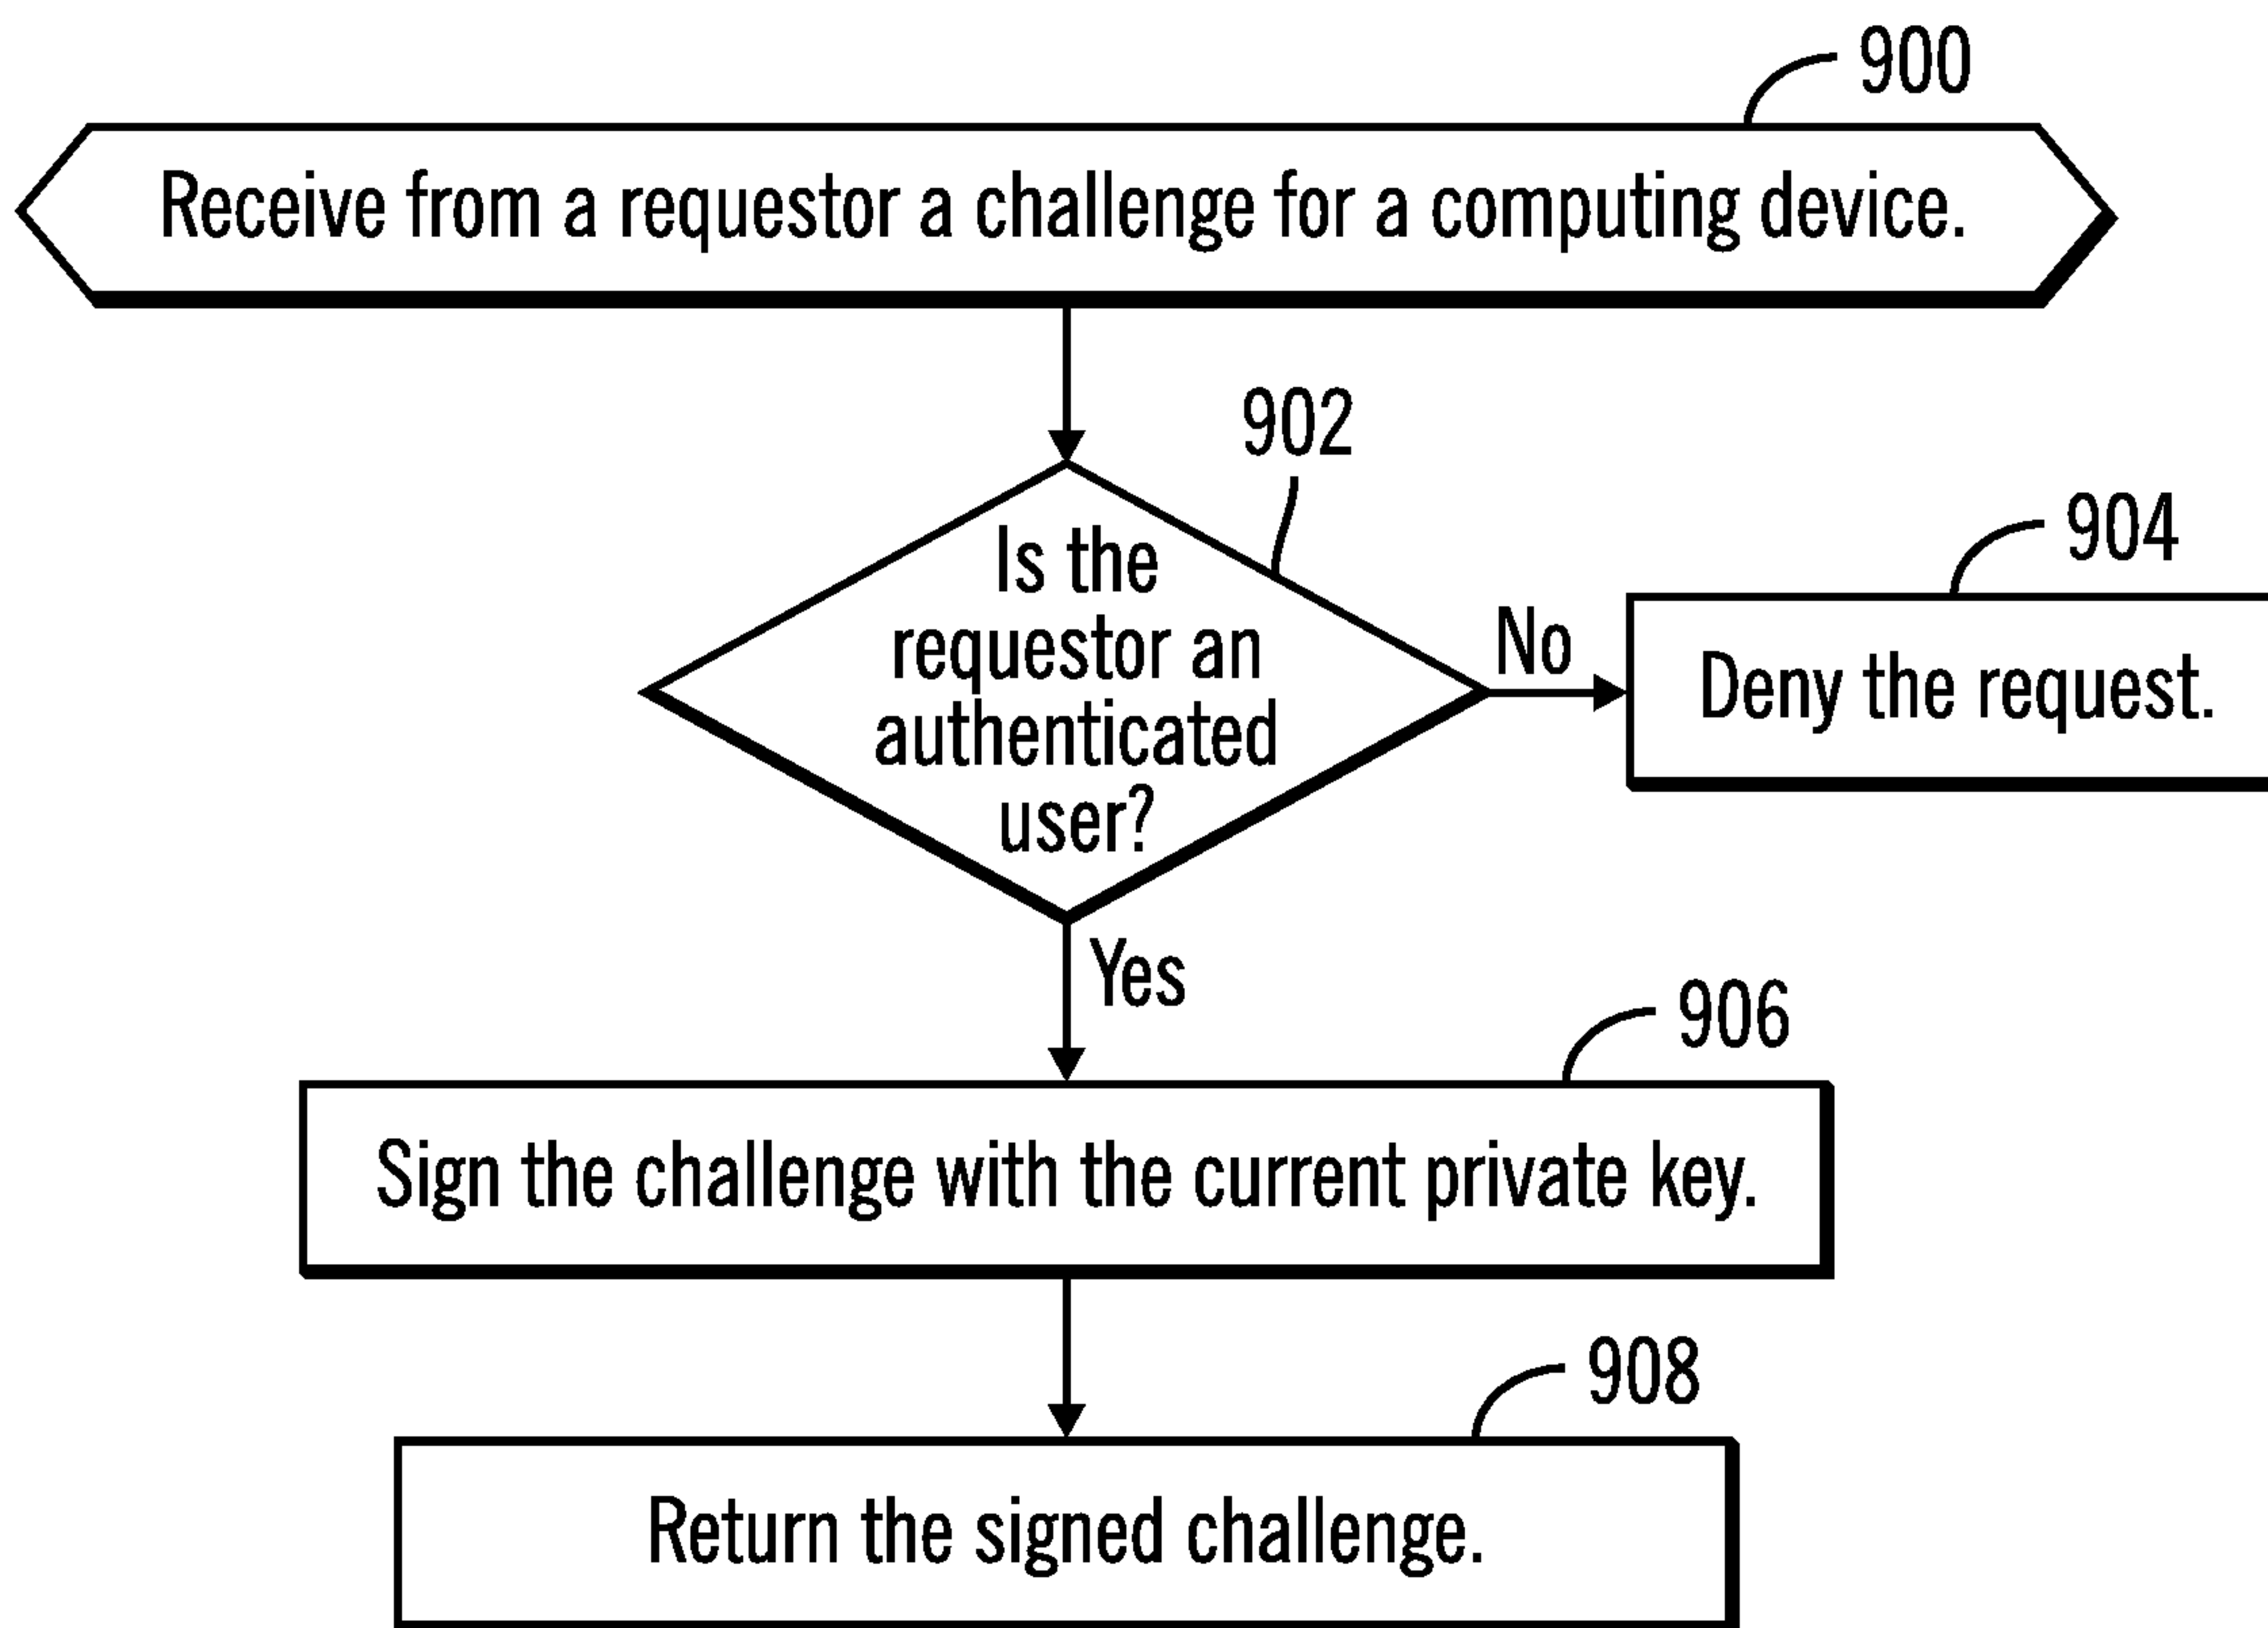 900
Receive from a requestor a challenge for a computing device.
902
Is the
requestor an
authenticated
user?
No
904
Deny the request.
Yes
906
Sign the challenge with the current private key.
908
Return the signed challenge.